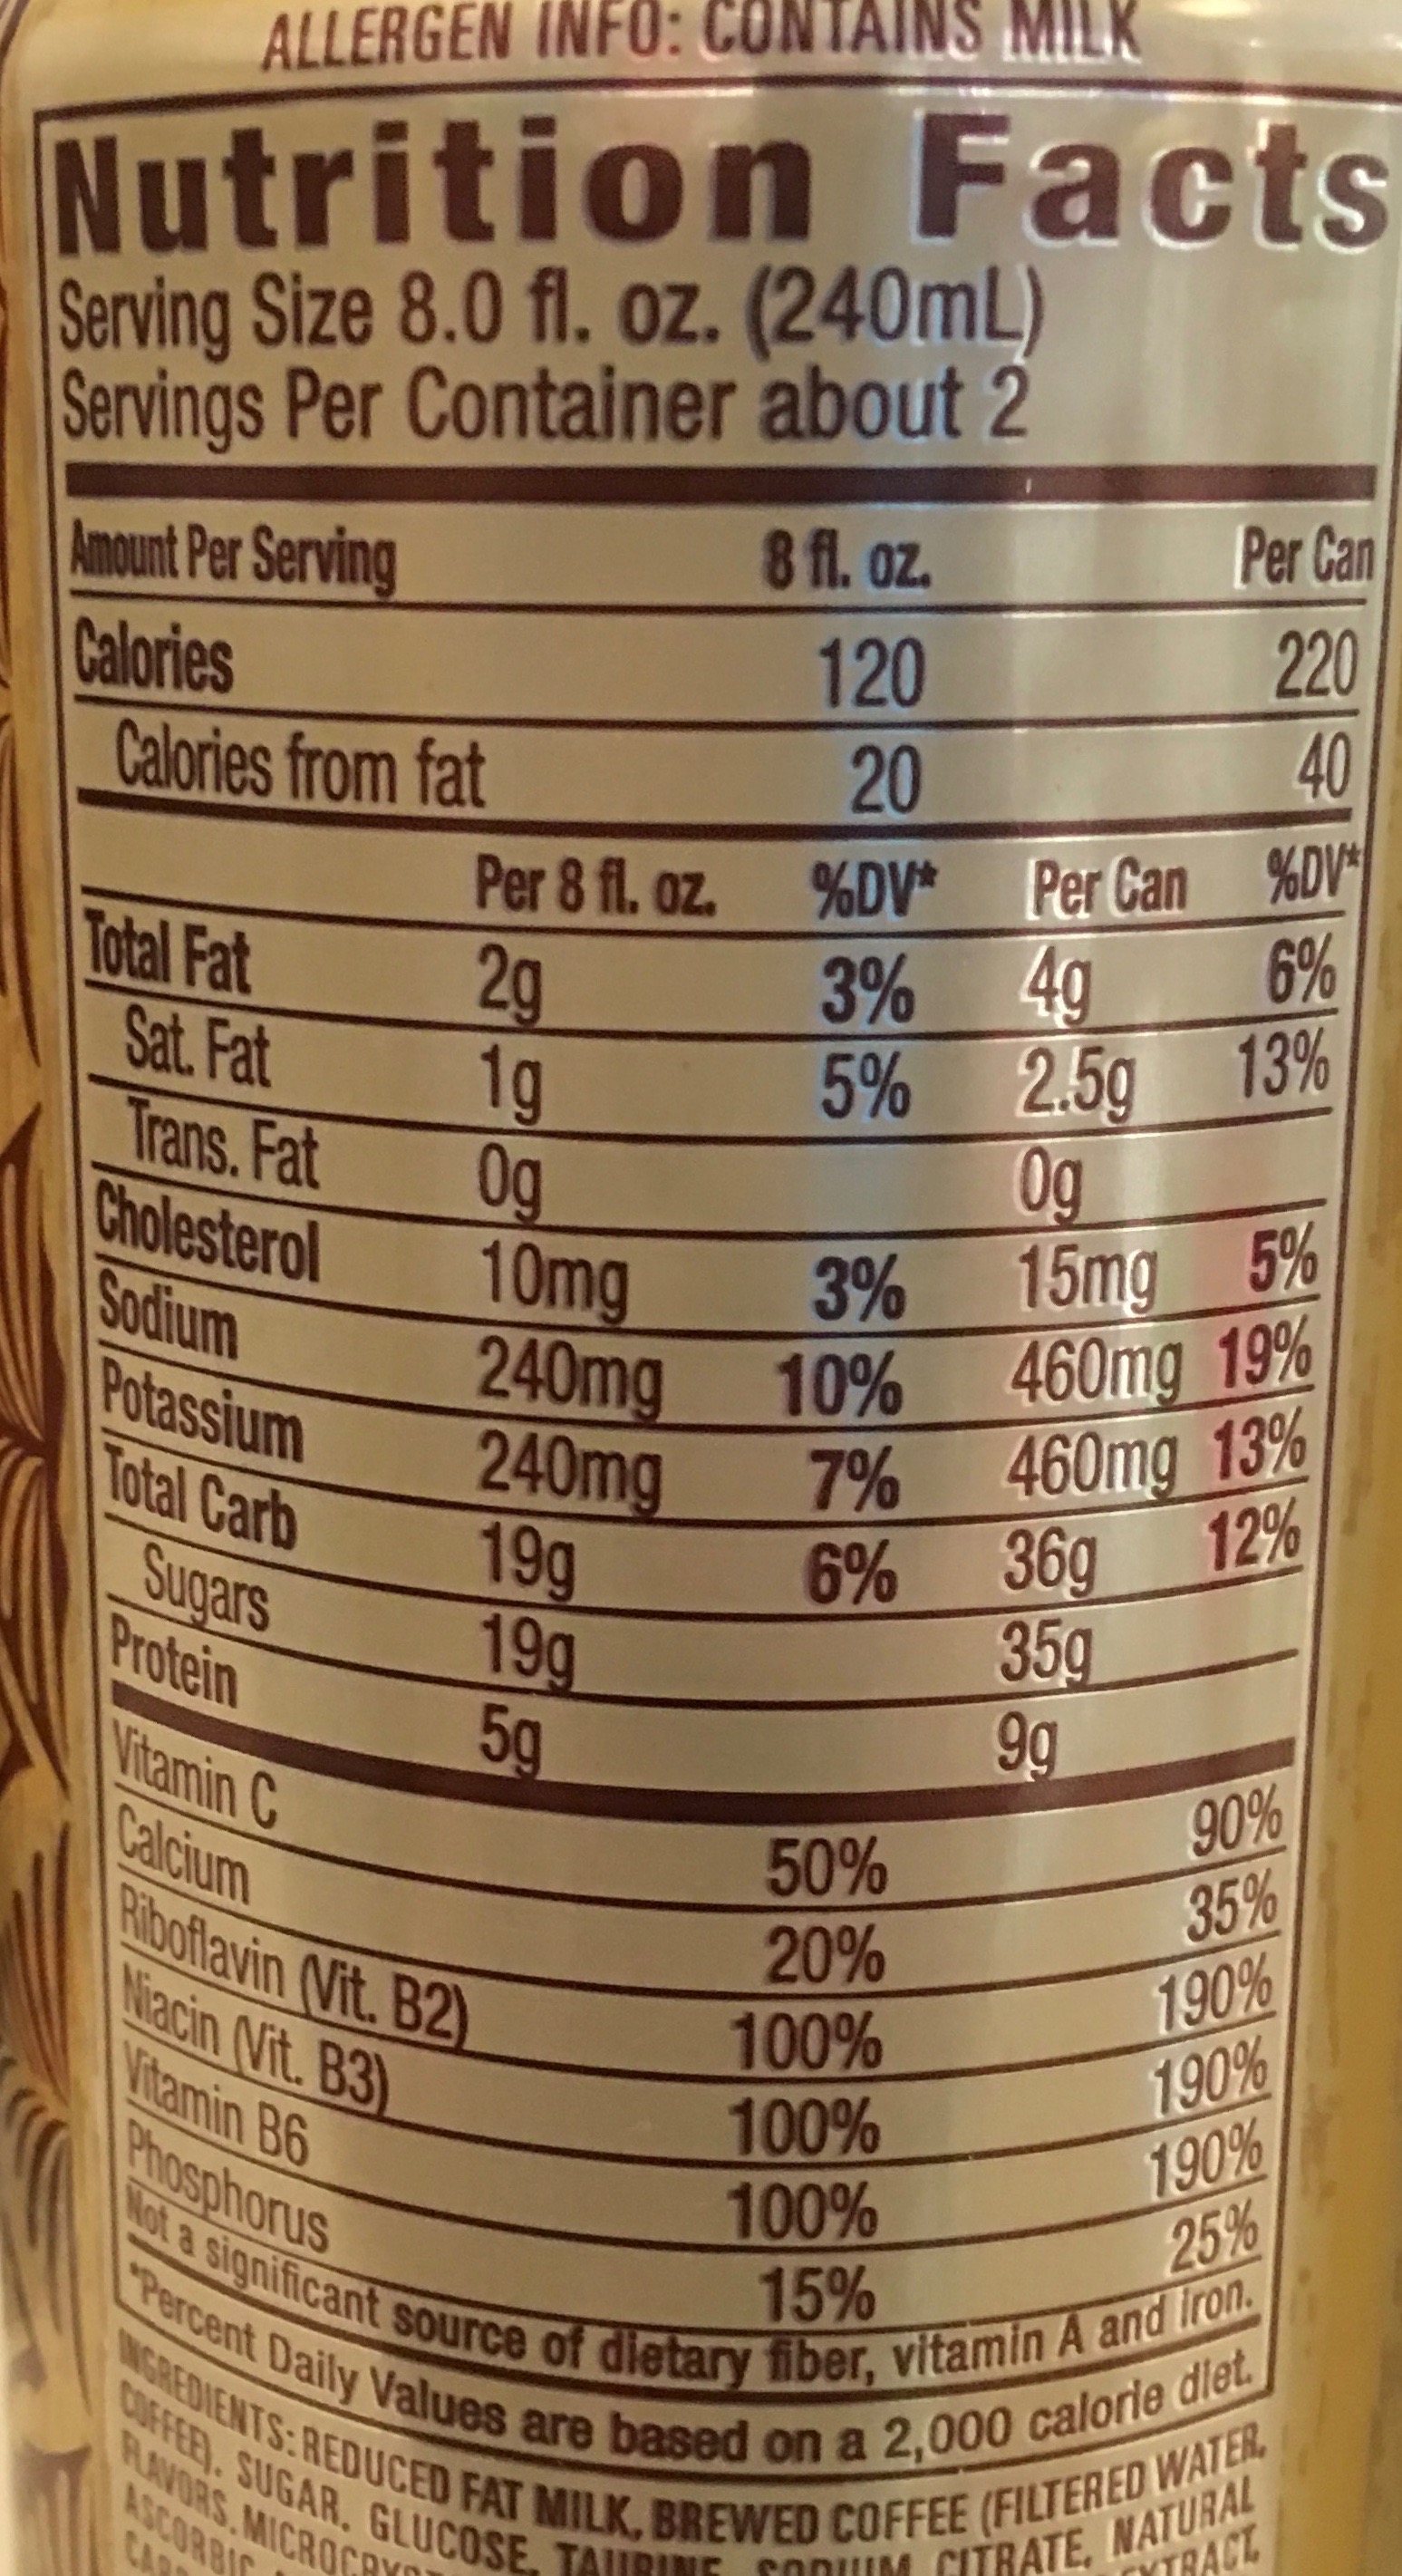 ALLERGEN INFO: CONTAINS MILK
Nutrition Facts
Serving Size 8.0 fl. oz. (240mL)
Servings Per Container about 2
Amount Per Serving 8 fl. oz. Per Can
Calories 120 220
Calories from fat 20 40
Per 8 fl. oz. %DV* Per Can %DV*
Total Fat 2g 3% 4g 6%
Sat. Fat 1g 5% 2.5g 13%
Trans. Fat 0g 0g
Cholesterol 10mg 3% 15mg 5%
Sodium 240mg 10% 460mg 19%
Potassium 240mg 7% 460mg 13%
Total Carb 19g 6% 36g 12%
Sugars 19g 35g
Protein 5g 9g
Vitamin C 50% 90%
Calcium 20% 35%
Riboflavin (Vit. B2) 100% 190%
Niacin (Vit. B3) 100% 190%
Vitamin B6 100% 190%
Phosphorus 15% 25%
Not a significant source of dietary fiber, vitamin A and iron.
*Percent Daily Values are based on a 2,000 calorie diet.
INGREDIENTS: REDUCED FAT MILK, BREWED COFFEE (FILTERED WATER,
COFFEE), SUGAR, GLUCOSE, TAURINE, SODIUM CITRATE, NATURAL
FLAVORS,
ASCORBIC